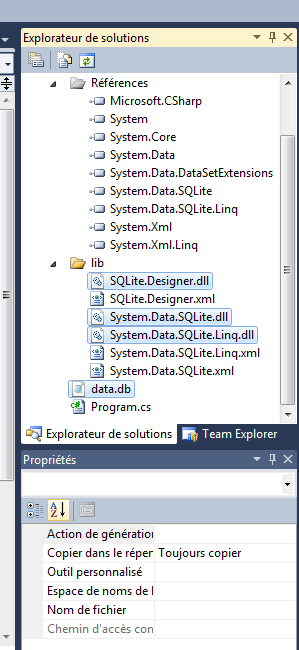 Explorateur de solutions
Références
Microsoft.CSharp
System
System.Core
System.Data
System.Data.DataSetExtensions
System.Data.SQLite
System.Data.SQLite.Linq
System.Xml
System.Xml.Linq
lib
SQLite.Designer.dll
SQLite.Designer.xml
System.Data.SQLite.dll
System.Data.SQLite.Linq.dll
System.Data.SQLite.Linq.xml
System.Data.SQLite.xml
data.db
Program.cs
Explorateur de solutions Team Explorer
Propriétés
Action de génération
Copier dans le réper Toujours copier
Outil personnalisé
Espace de noms de l
Nom de fichier
Chemin d'accès con